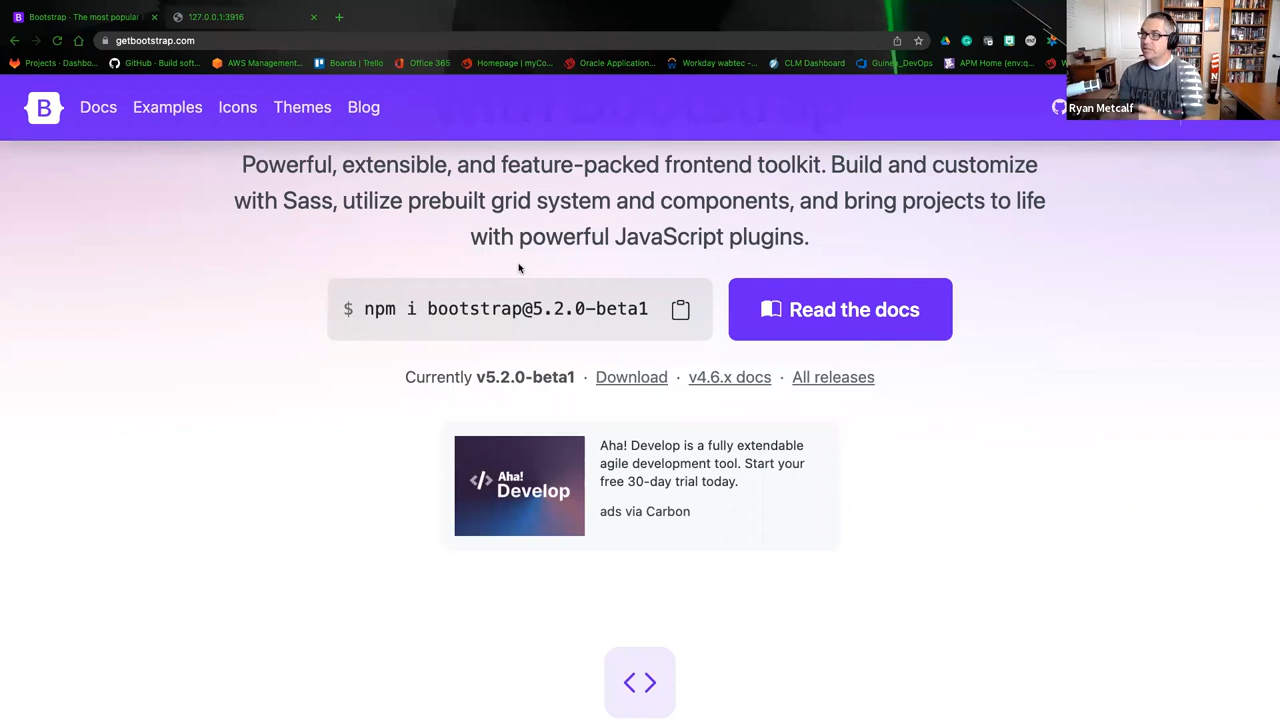 Bootstrap · The most popular
127.0.0.1:3916
getbootstrap.com
Projects · Dashbo...
GitHub · Build soft...
AWS Management...
Boards | Trello
Office 365
Homepage | myCo...
Oracle Application...
Workday wabtec -...
CLM Dashboard
Guinea_DevOps
APM Home (env:q...
B Docs Examples Icons Themes Blog
Ryan Metcalf
Powerful, extensible, and feature-packed frontend toolkit. Build and customize
with Sass, utilize prebuilt grid system and components, and bring projects to life
with powerful JavaScript plugins.
$ npm i bootstrap@5.2.0-beta1
Read the docs
Currently v5.2.0-beta1 · Download · v4.6.x docs · All releases
Aha! Develop is a fully extendable
agile development tool. Start your
free 30-day trial today.
ads via Carbon
</> Aha!
Develop